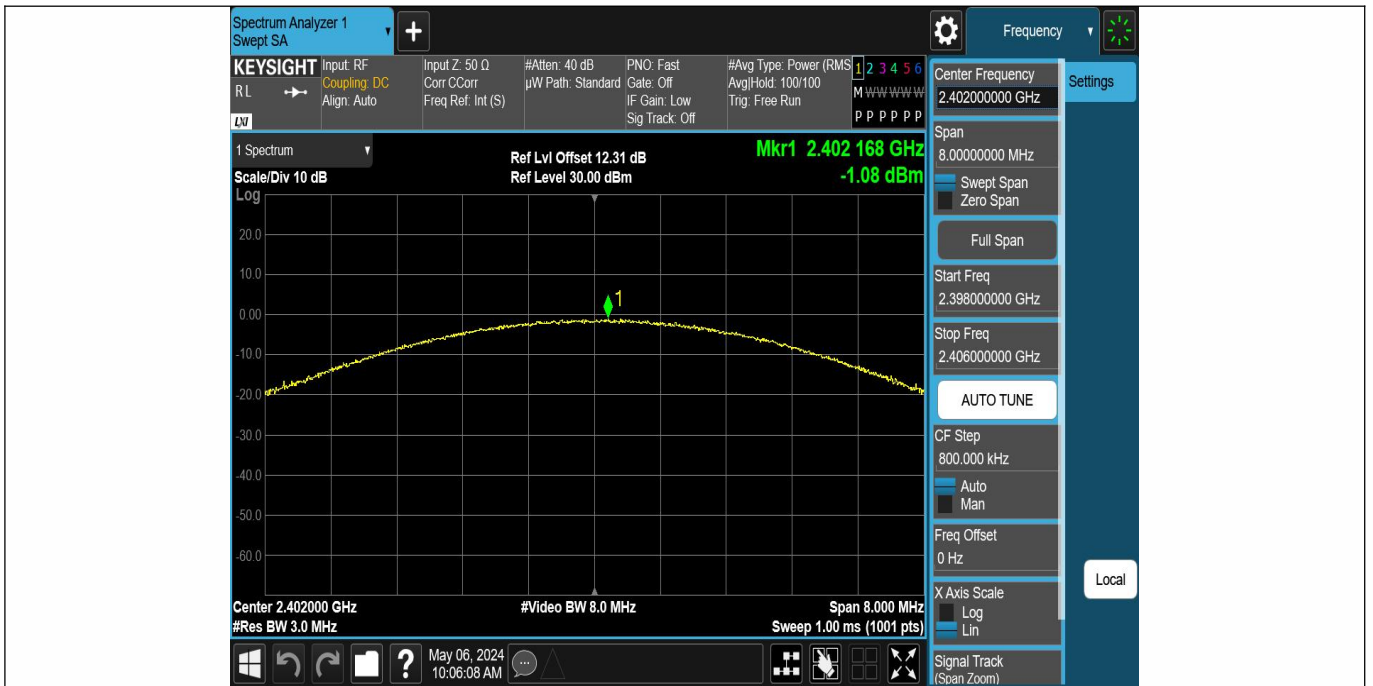 Spectrum Analyzer 1
Swept SA
+
Frequency
KEYSIGHT
RL
LXI
Input: RF
Coupling: DC
Align: Auto
Input Z: 50 Ω
Corr CCorr
Freq Ref: Int (S)
#Atten: 40 dB
µW Path: Standard
PNO: Fast
Gate: Off
IF Gain: Low
Sig Track: Off
#Avg Type: Power (RMS
Avg|Hold: 100/100
Trig: Free Run
1 2 3 4 5 6
M W W W W W
P P P P P P
1 Spectrum
Scale/Div 10 dB
Log
Ref Lvl Offset 12.31 dB
Ref Level 30.00 dBm
Mkr1 2.402 168 GHz
-1.08 dBm
20.0
10.0
0.00
-10.0
-20.0
-30.0
-40.0
-50.0
-60.0
1
Center 2.402000 GHz
#Res BW 3.0 MHz
#Video BW 8.0 MHz
Span 8.000 MHz
Sweep 1.00 ms (1001 pts)
Center Frequency
2.402000000 GHz
Settings
Span
8.00000000 MHz
Swept Span
Zero Span
Full Span
Start Freq
2.398000000 GHz
Stop Freq
2.406000000 GHz
AUTO TUNE
CF Step
800.000 kHz
Auto
Man
Freq Offset
0 Hz
Local
X Axis Scale
Log
Lin
Signal Track
(Span Zoom)
?
May 06, 2024
10:06:08 AM